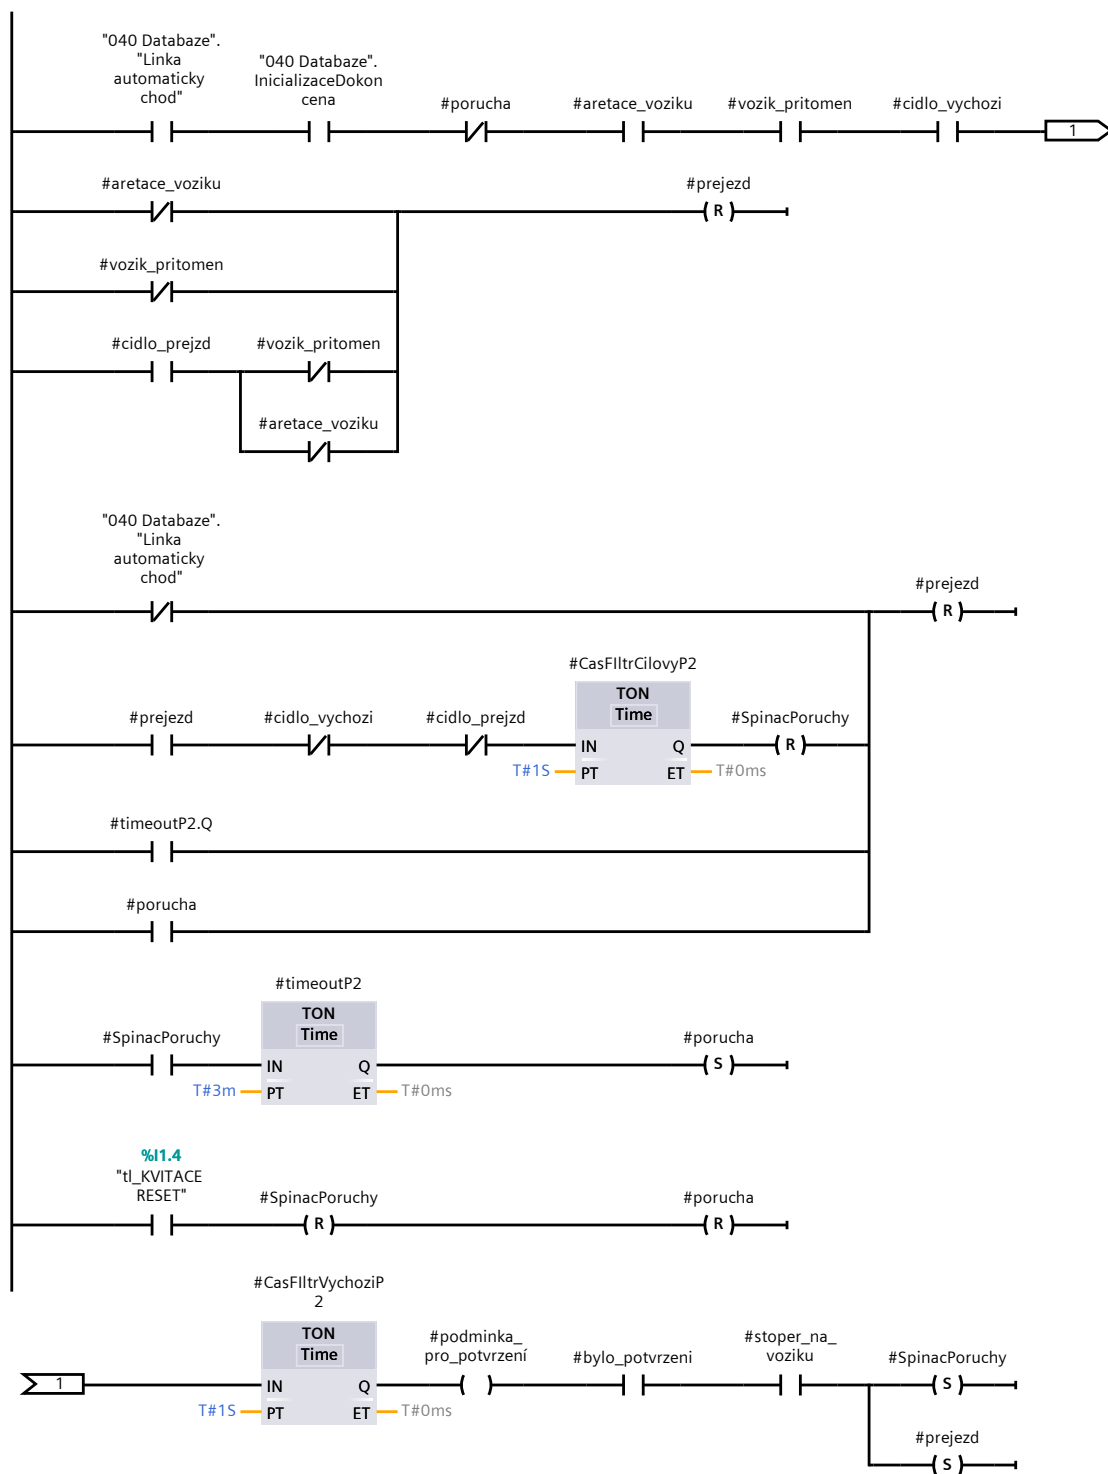 "040 Databaze".
"Linka
automaticky
chod"
"040 Databaze".
InicializaceDokon
cena
#porucha
#aretace_voziku
#vozik_pritomen
#cidlo_vychozi
1
#aretace_voziku
#prejezd
R
#vozik_pritomen
#cidlo_prejzd
#vozik_pritomen
#aretace_voziku
"040 Databaze".
"Linka
automaticky
chod"
#prejezd
R
#CasFIltrCilovyP2
TON
Time
#prejezd
#cidlo_vychozi
#cidlo_prejzd
#SpinacPoruchy
IN Q
R
T#1S
PT ET
T#0ms
#timeoutP2.Q
#porucha
#timeoutP2
TON
Time
#SpinacPoruchy
#porucha
IN Q
S
T#3m
PT ET
T#0ms
%I1.4
"tl_KVITACE
RESET"
#SpinacPoruchy
#porucha
R
R
#CasFIltrVychoziP
2
TON
Time
#podminka_
pro_potvrzení
#bylo_potvrzeni
#stoper_na_
voziku
#SpinacPoruchy
1
IN Q
S
T#1S
PT ET
T#0ms
#prejezd
S